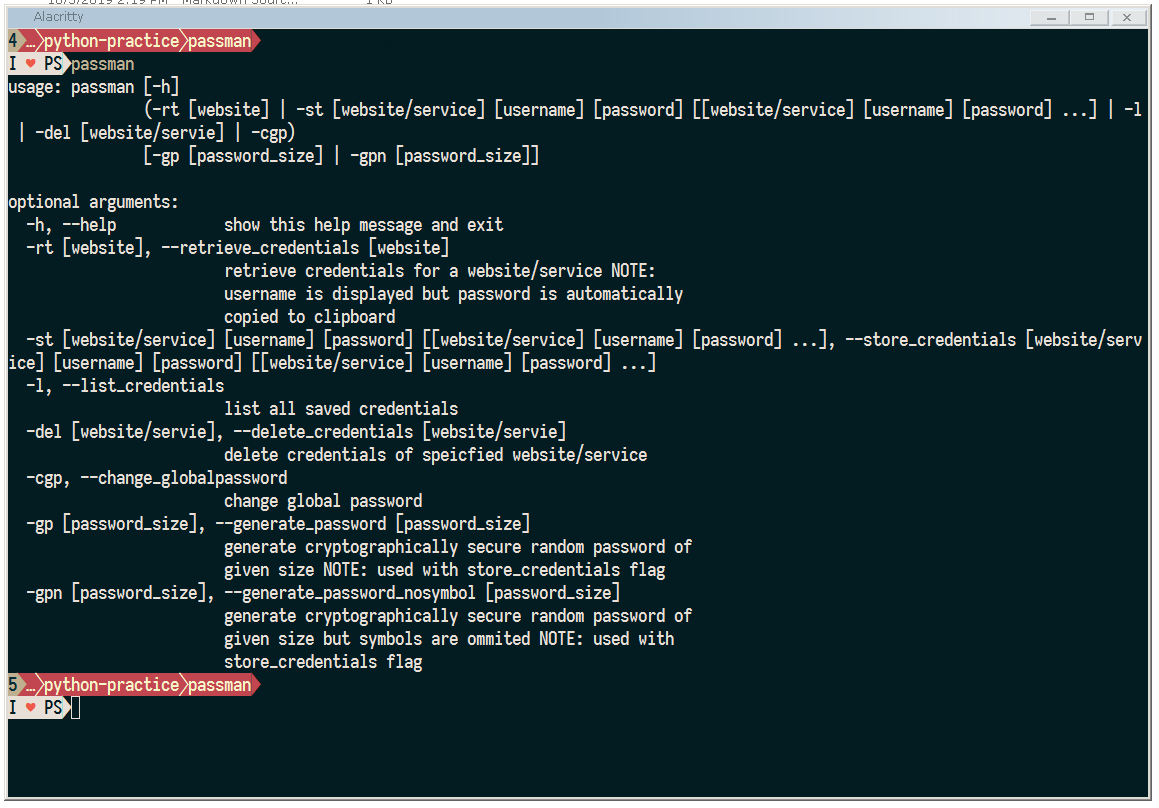 10/5/2019 2:19 PM Markdown Sourc... 1 KB
Alacritty
4 …〉python-practice〉passman
I ♥ PS passman
usage: passman [-h]
(-rt [website] | -st [website/service] [username] [password] [[website/service] [username] [password] ...] | -l
| -del [website/servie] | -cgp)
[-gp [password_size] | -gpn [password_size]]
optional arguments:
-h, --help show this help message and exit
-rt [website], --retrieve_credentials [website]
retrieve credentials for a website/service NOTE:
username is displayed but password is automatically
copied to clipboard
-st [website/service] [username] [password] [[website/service] [username] [password] ...], --store_credentials [website/serv
ice] [username] [password] [[website/service] [username] [password] ...]
-l, --list_credentials
list all saved credentials
-del [website/servie], --delete_credentials [website/servie]
delete credentials of speicfied website/service
-cgp, --change_globalpassword
change global password
-gp [password_size], --generate_password [password_size]
generate cryptographically secure random password of
given size NOTE: used with store_credentials flag
-gpn [password_size], --generate_password_nosymbol [password_size]
generate cryptographically secure random password of
given size but symbols are ommited NOTE: used with
store_credentials flag
5 …〉python-practice〉passman
I ♥ PS